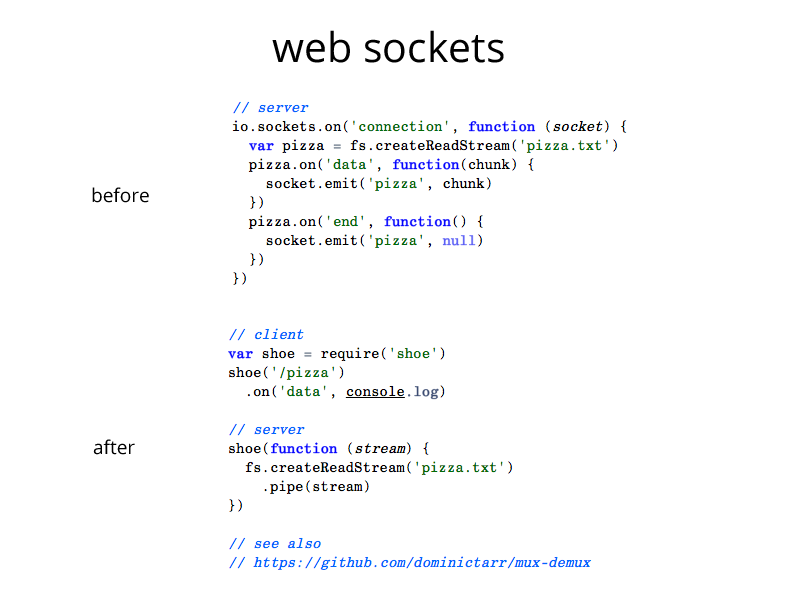 web sockets
before
// server
io.sockets.on('connection', function (socket) {
  var pizza = fs.createReadStream('pizza.txt')
  pizza.on('data', function(chunk) {
    socket.emit('pizza', chunk)
  })
  pizza.on('end', function() {
    socket.emit('pizza', null)
  })
})
after
// client
var shoe = require('shoe')
shoe('/pizza')
  .on('data', console.log)
// server
shoe(function (stream) {
  fs.createReadStream('pizza.txt')
    .pipe(stream)
})
// see also
// https://github.com/dominictarr/mux-demux